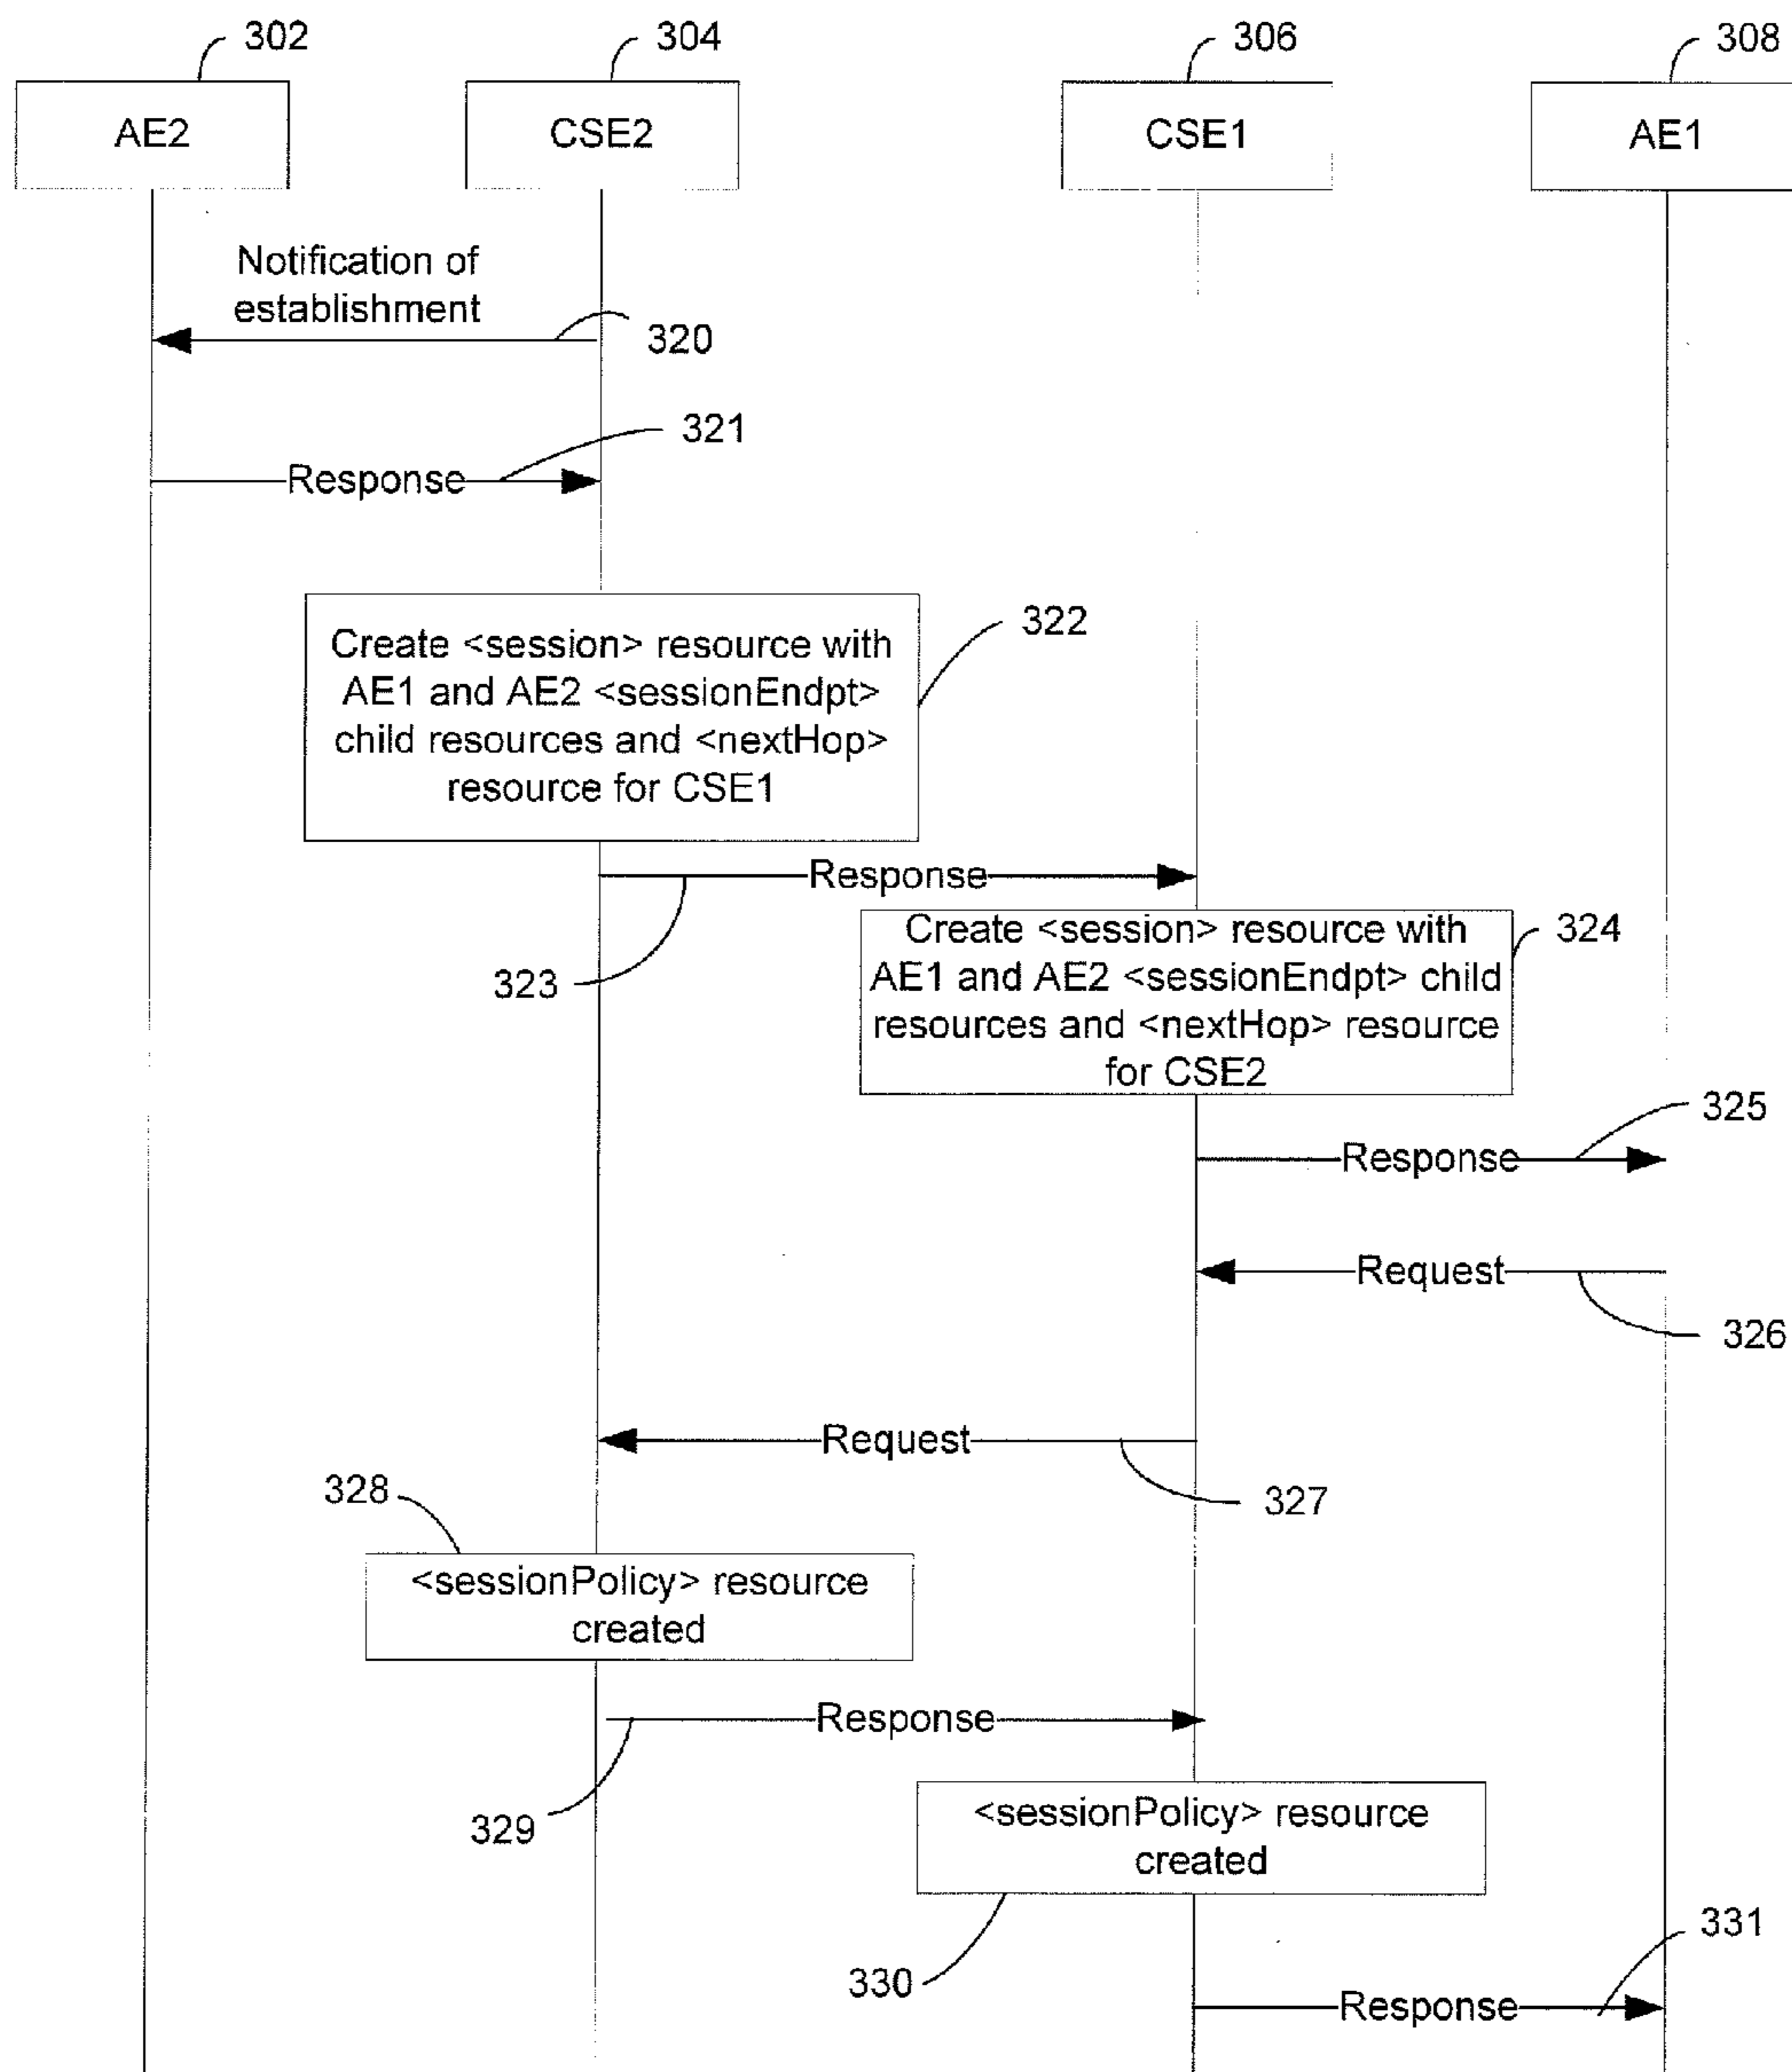 302
304
306
308
AE2
CSE2
CSE1
AE1
Notification of
establishment
320
321
Response
322
Create <session> resource with
AE1 and AE2 <sessionEndpt>
child resources and <nextHop>
resource for CSE1
Response
323
324
Create <session> resource with
AE1 and AE2 <sessionEndpt> child
resources and <nextHop> resource
for CSE2
325
Response
Request
326
Request
327
328
<sessionPolicy> resource
created
Response
329
<sessionPolicy> resource
created
330
331
Response